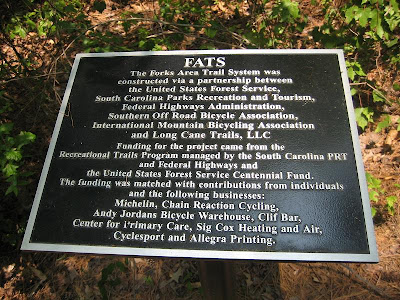 FATS
The Forks Area Trail System was
constructed via a partnership between
the United States Forest Service,
South Carolina Parks Recreation and Tourism,
Federal Highways Administration,
Southern Off Road Bicycle Association,
International Mountain Bicycling Association
and Long Cane Trails, LLC
Funding for the project came from the
Recreational Trails Program managed by the South Carolina PRT
and Federal Highways and
the United States Forest Service Centennial Fund.
The funding was matched with contributions from individuals
and the following businesses:
Michelin, Chain Reaction Cycling,
Andy Jordans Bicycle Warehouse, Clif Bar,
Center for Primary Care, Sig Cox Heating and Air,
Cyclesport and Allegra Printing,